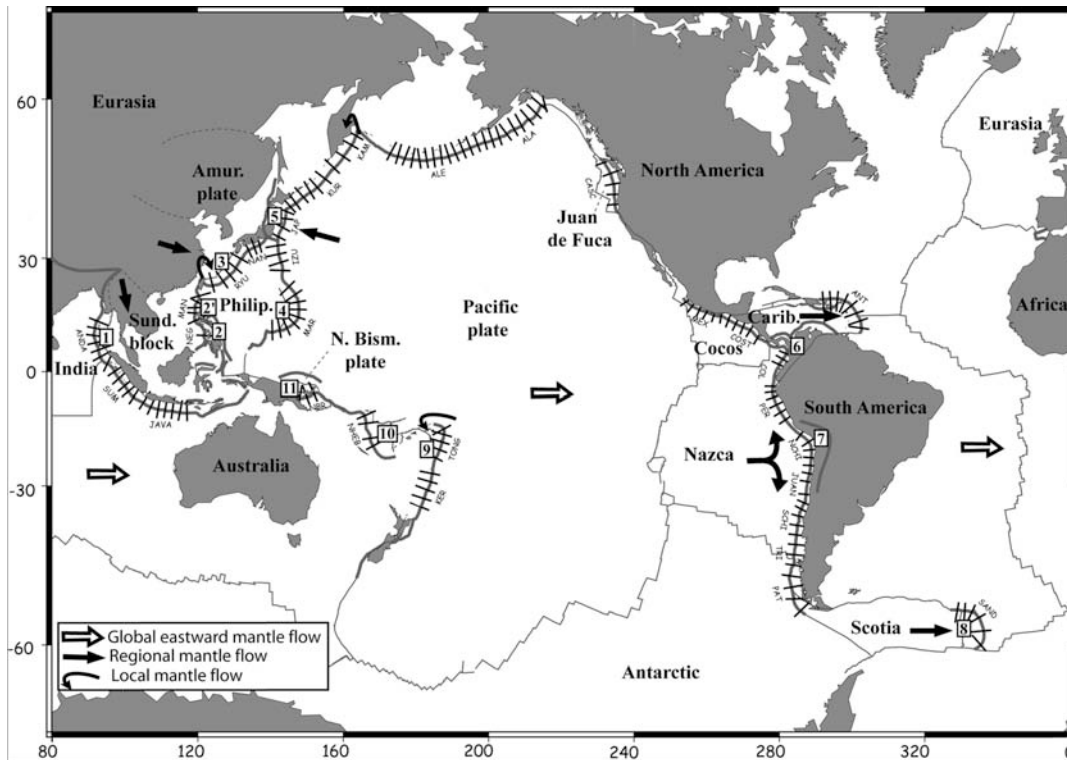 60
30
0
-30
-60
80
120
160
200
240
280
320
Eurasia
Amur.
plate
North America
Eurasia
Juan
de Fuca
Africa
Philip.
Pacific
plate
Sund.
block
India
N. Bism.
plate
Carib.
Cocos
South America
Nazca
Australia
Scotia
Antarctic
KAM
KUR
JAP
IZU
NAN
RYU
MAN
NEG
MAR
ALE
ALA
CASC
MEX
COST
ANT
COL
PER
JUAN
SCHI
TRI
PAT
SAND
ANDA
SUM
JAVA
NBR
NHEB
TONG
KER
1
2
2'
3
4
5
6
7
8
9
10
11
Global eastward mantle flow
Regional mantle flow
Local mantle flow